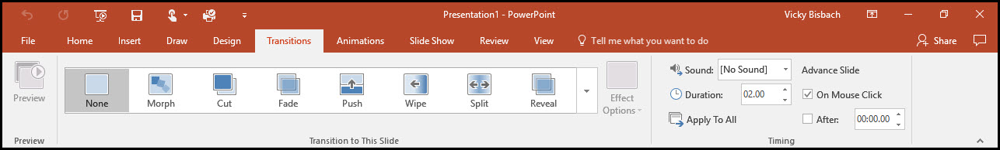 Presentation1 - PowerPoint
Vicky Bisbach
File Home Insert Draw Design Transitions Animations Slide Show Review View Tell me what you want to do Share
Preview
None Morph Cut Fade Push Wipe Split Reveal
Effect
Options
Sound: [No Sound]
Duration: 02.00
Apply To All
Advance Slide
On Mouse Click
After: 00:00.00
Preview
Transition to This Slide
Timing